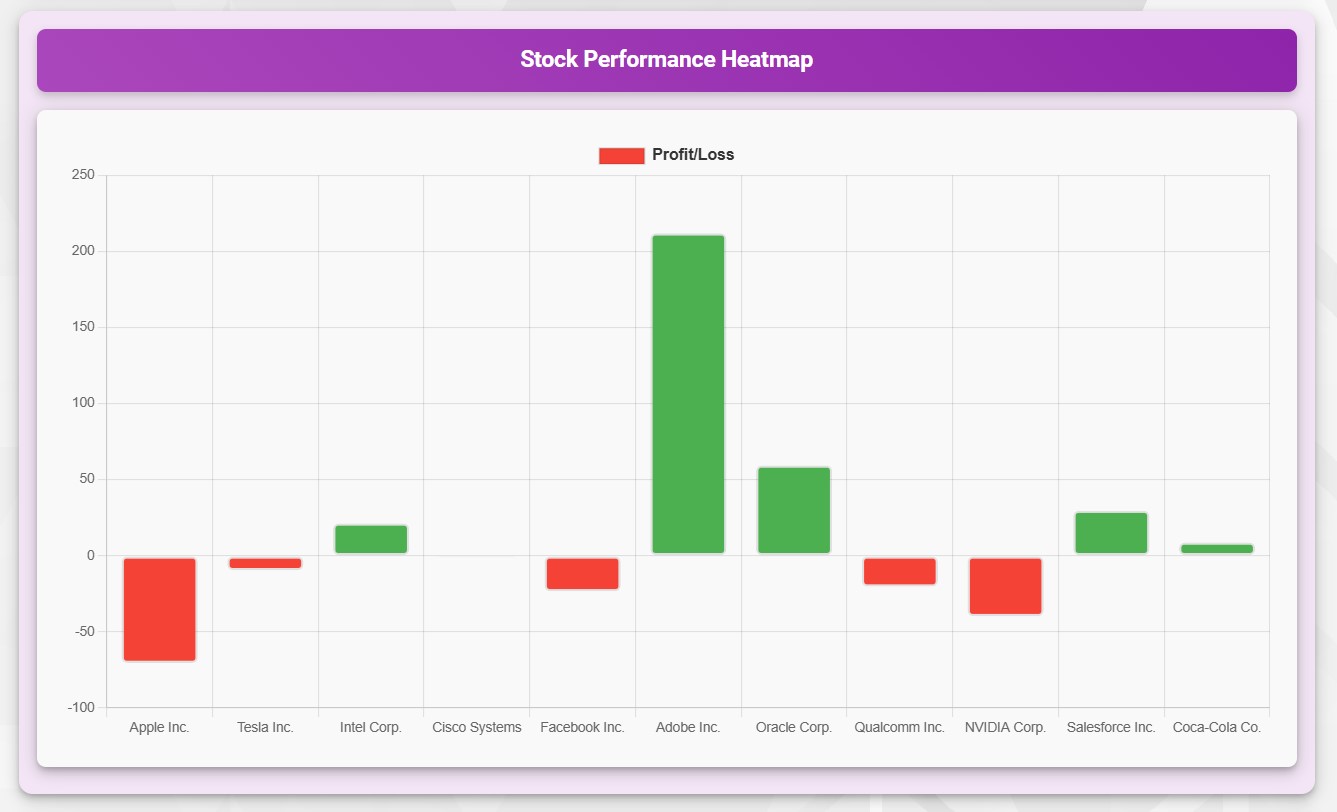 Stock Performance Heatmap
Profit/Loss
250
200
150
100
50
0
-50
-100
Apple Inc. Tesla Inc. Intel Corp. Cisco Systems Facebook Inc. Adobe Inc. Oracle Corp. Qualcomm Inc. NVIDIA Corp. Salesforce Inc. Coca-Cola Co.